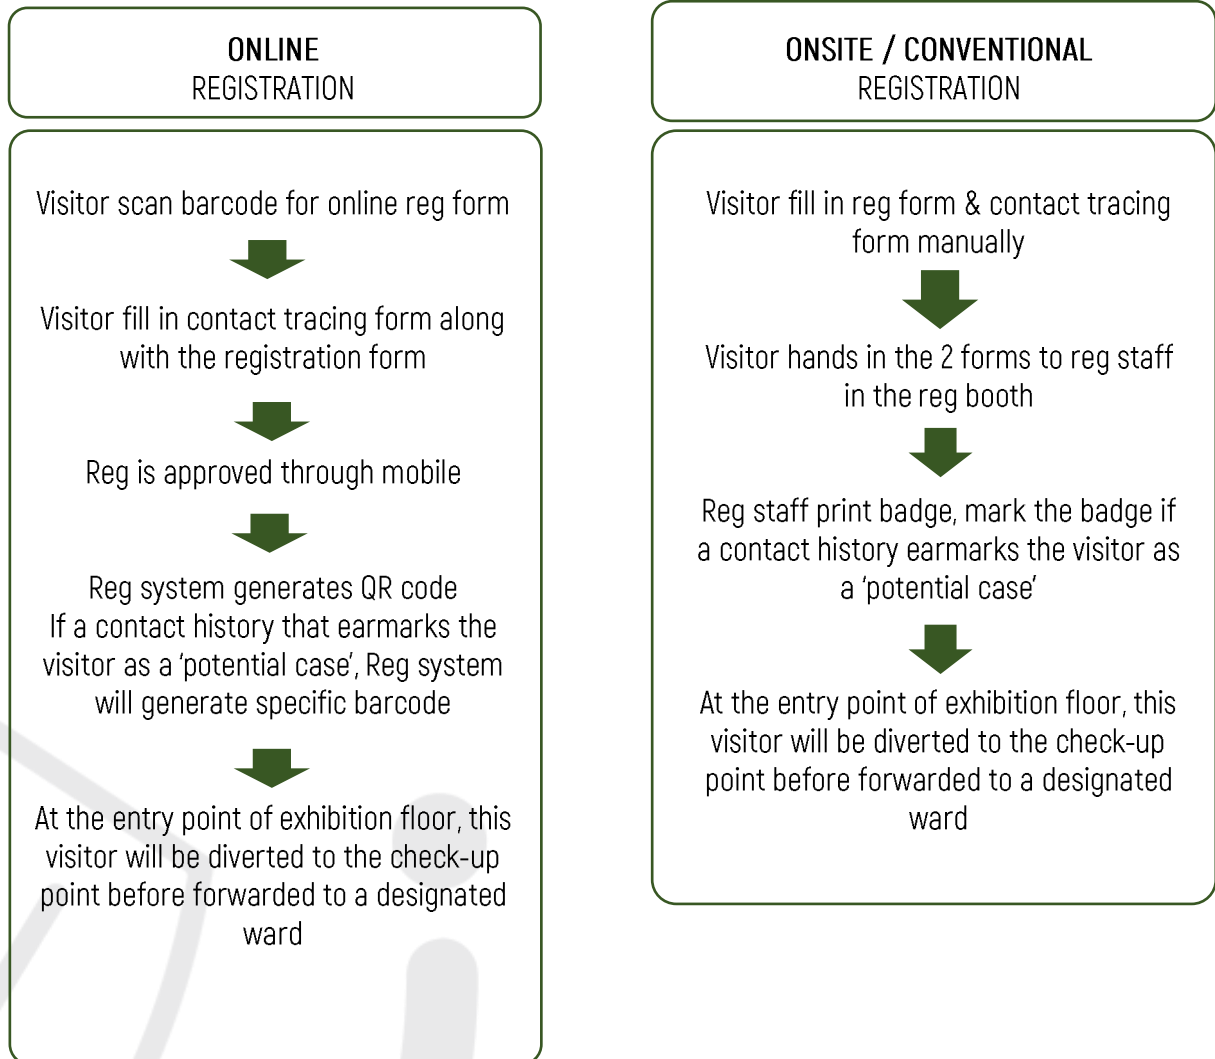 ONLINE
REGISTRATION
Visitor scan barcode for online reg form
Visitor fill in contact tracing form along
with the registration form
Reg is approved through mobile
Reg system generates QR code
If a contact history that earmarks the
visitor as a ‘potential case’, Reg system
will generate specific barcode
At the entry point of exhibition floor, this
visitor will be diverted to the check-up
point before forwarded to a designated
ward
ONSITE / CONVENTIONAL
REGISTRATION
Visitor fill in reg form & contact tracing
form manually
Visitor hands in the 2 forms to reg staff
in the reg booth
Reg staff print badge, mark the badge if
a contact history earmarks the visitor as
a ‘potential case’
At the entry point of exhibition floor, this
visitor will be diverted to the check-up
point before forwarded to a designated
ward